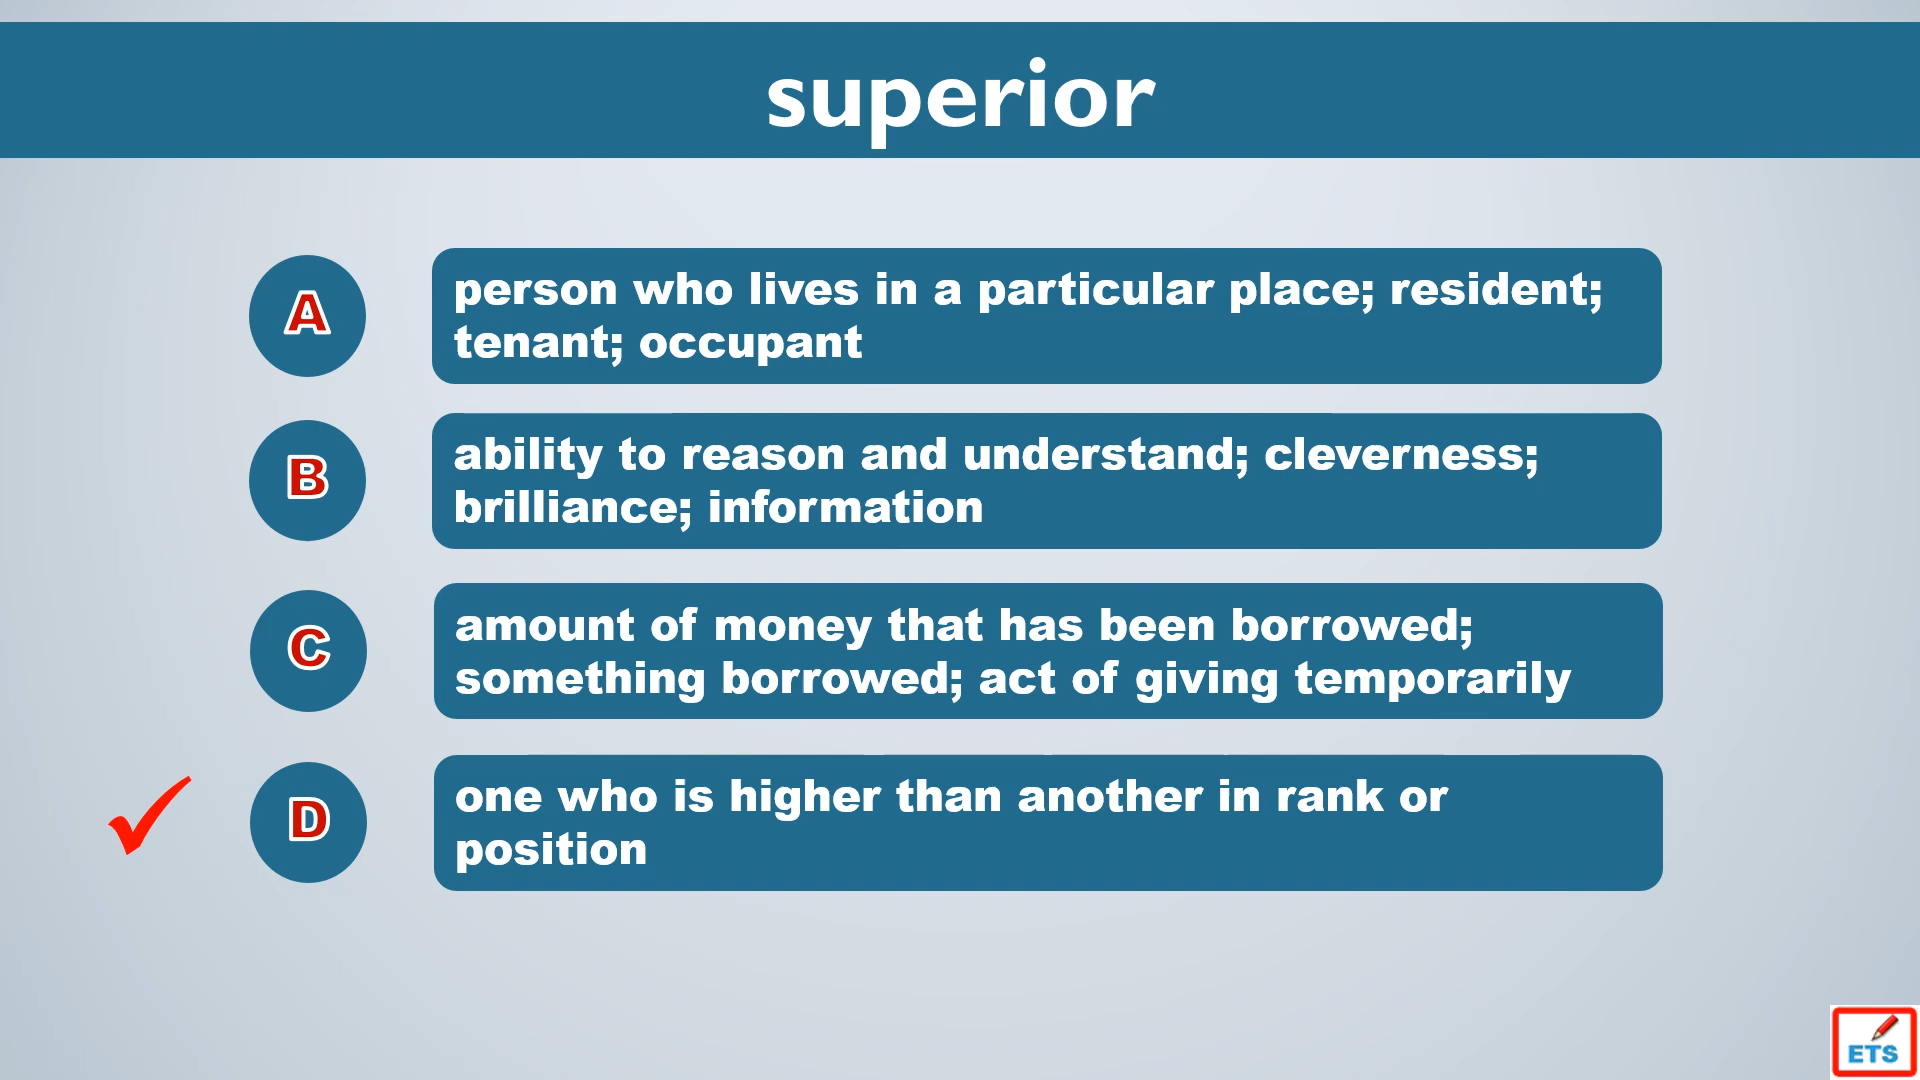 superior
A
person who lives in a particular place; resident;
tenant; occupant
B
ability to reason and understand; cleverness;
brilliance; information
C
amount of money that has been borrowed;
something borrowed; act of giving temporarily
D
one who is higher than another in rank or
position
ETS